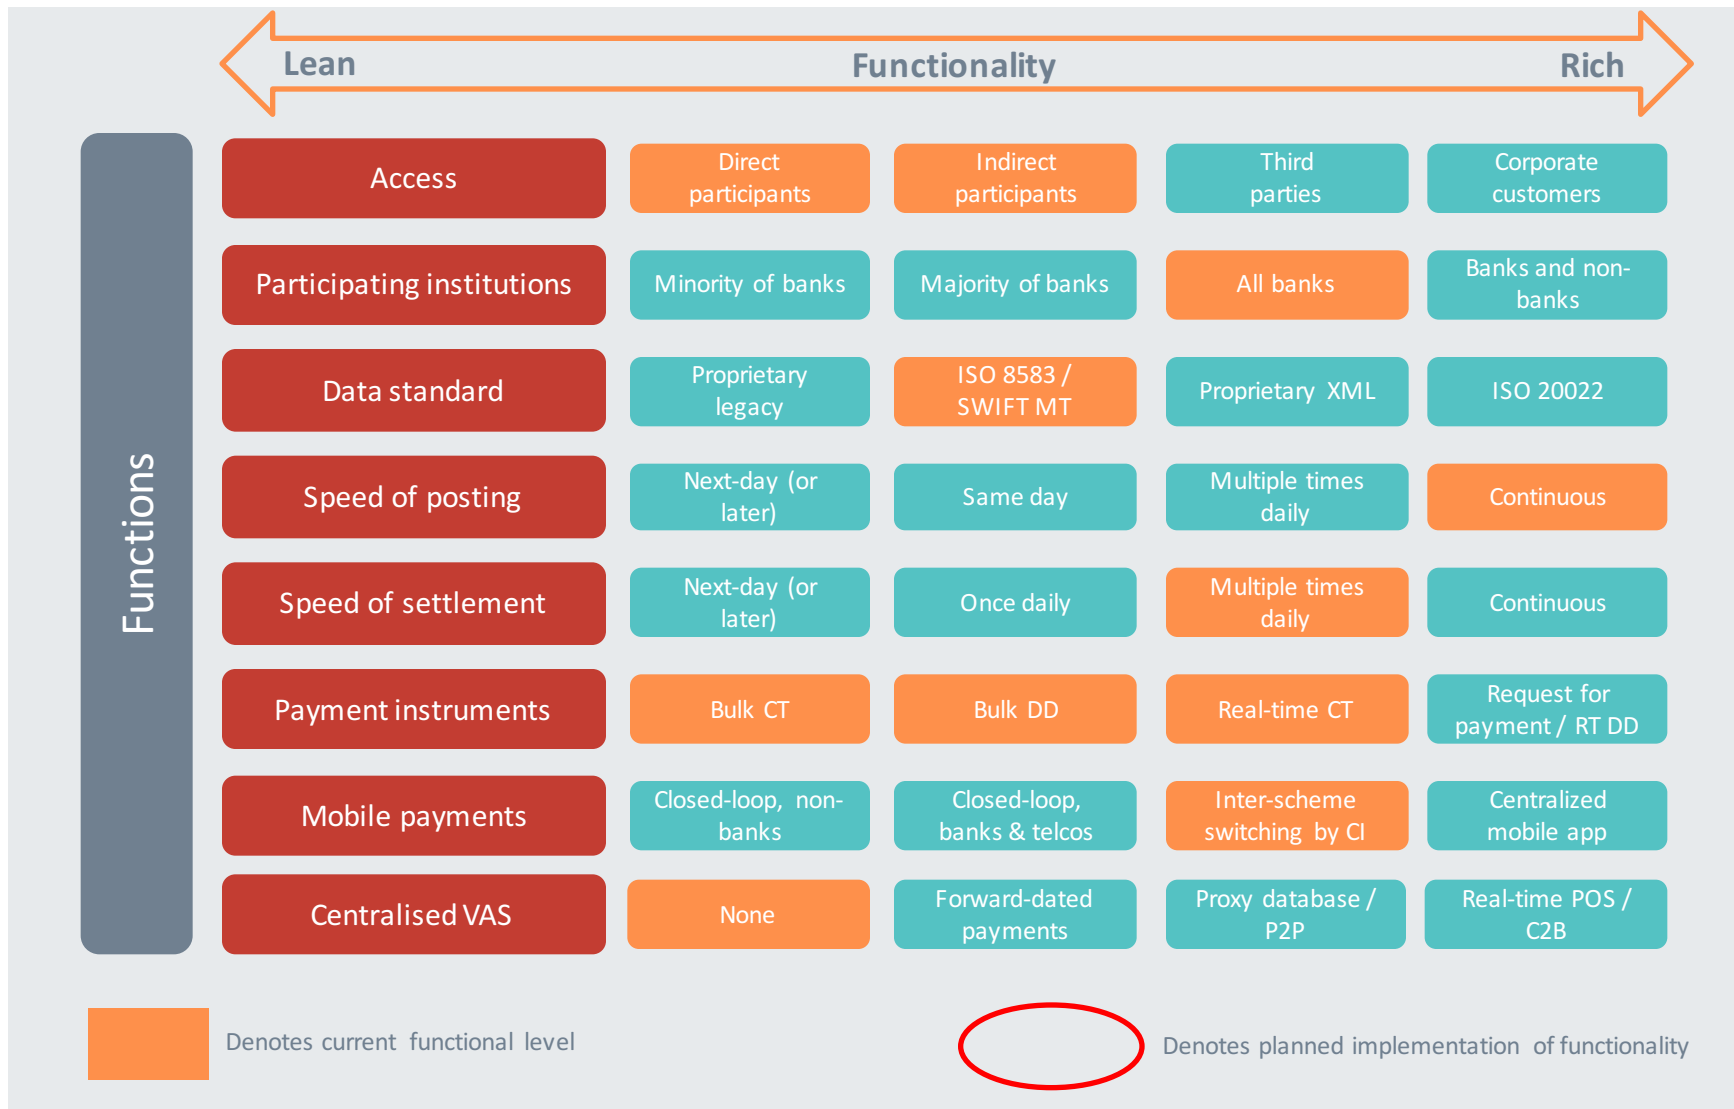 Lean
Functionality
Rich
Functions
Access
Direct
participants
Indirect
participants
Third
parties
Corporate
customers
Participating institutions
Minority of banks
Majority of banks
All banks
Banks and non-
banks
Data standard
Proprietary
legacy
ISO 8583 /
SWIFT MT
Proprietary XML
ISO 20022
Speed of posting
Next-day (or
later)
Same day
Multiple times
daily
Continuous
Speed of settlement
Next-day (or
later)
Once daily
Multiple times
daily
Continuous
Payment instruments
Bulk CT
Bulk DD
Real-time CT
Request for
payment / RT DD
Mobile payments
Closed-loop, non-
banks
Closed-loop,
banks & telcos
Inter-scheme
switching by CI
Centralized
mobile app
Centralised VAS
None
Forward-dated
payments
Proxy database /
P2P
Real-time POS /
C2B
Denotes current functional level
Denotes planned implementation of functionality